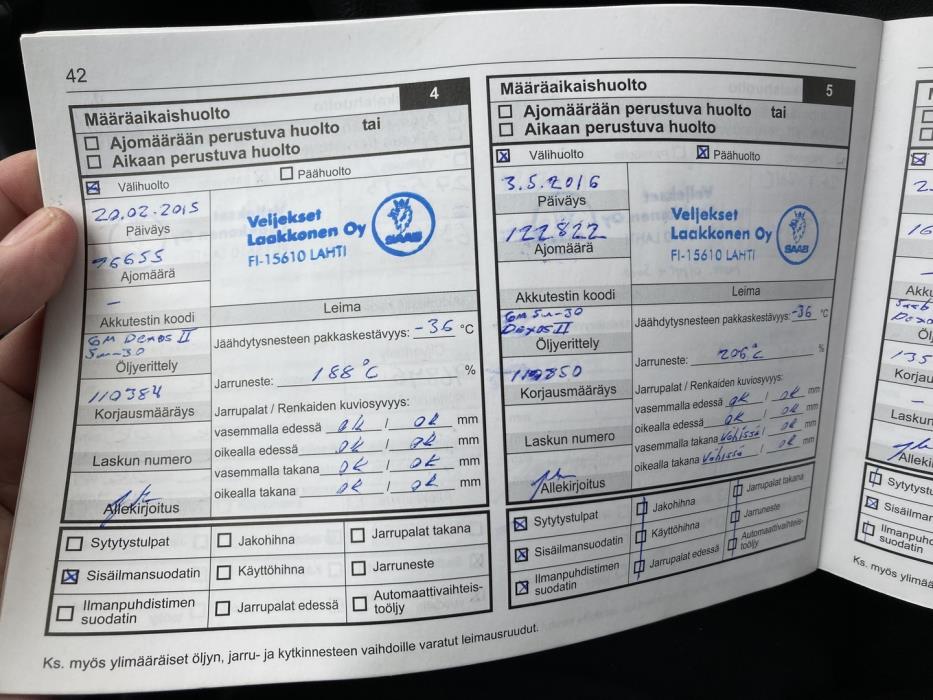 42
Määräaikaishuolto 4
Ajomäärään perustuva huolto tai
Aikaan perustuva huolto
Välihuolto Päähuolto
20.02.2015
Päiväys
76655
Ajomäärä
–
Akkutestin koodi
GM Dexos II
5W-30
Öljyerittely
110384
Korjausmääräys
Laskun numero
Allekirjoitus
Veljekset
Laakkonen Oy
FI-15610 LAHTI
SAAB
Leima
Jäähdytysnesteen pakkaskestävyys: -36 °C
Jarruneste: 188°C %
Jarrupalat / Renkaiden kuviosyvyys:
vasemmalla edessä ok / ok mm
oikealla edessä ok / ok mm
vasemmalla takana ok / ok mm
oikealla takana ok / ok mm
Sytytystulpat Jakohihna Jarrupalat takana
Sisäilmansuodatin Käyttöhihna Jarruneste
Ilmanpuhdistimen
suodatin
Jarrupalat edessä
Automaattivaihteis-
toöljy
Määräaikaishuolto 5
Ajomäärään perustuva huolto tai
Aikaan perustuva huolto
Välihuolto Päähuolto
3.5.2016
Päiväys
122822
Ajomäärä
Akkutestin koodi
GM 5W-30
Dexos II
Öljyerittely
Korjausmääräys
Laskun numero
Allekirjoitus
Veljekset
Laakkonen Oy
FI-15610 LAHTI
SAAB
Leima
Jäähdytysnesteen pakkaskestävyys: -36 °C
Jarruneste: 206°C %
Jarrupalat / Renkaiden kuviosyvyys:
vasemmalla edessä ok / ok mm
oikealla edessä ok / ok mm
vasemmalla takana Vähissä / ok mm
oikealla takana Vähissä / ok mm
Sytytystulpat Jakohihna Jarrupalat takana
Sisäilmansuodatin Käyttöhihna Jarruneste
Ilmanpuhdistimen
suodatin
Jarrupalat edessä
Automaattivaihteis-
toöljy
Ks. myös ylimääräiset öljyn, jarru- ja kytkinnesteen vaihdoille varatut leimausruudut.